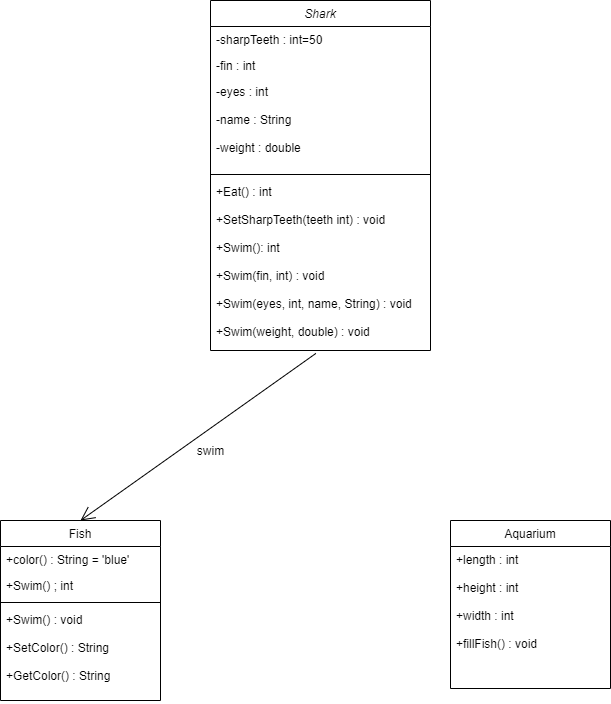 Shark
-sharpTeeth : int=50
-fin : int
-eyes : int
-name : String
-weight : double
+Eat() : int
+SetSharpTeeth(teeth int) : void
+Swim(): int
+Swim(fin, int) : void
+Swim(eyes, int, name, String) : void
+Swim(weight, double) : void
swim
Fish
+color() : String = 'blue'
+Swim() ; int
+Swim() : void
+SetColor() : String
+GetColor() : String
Aquarium
+length : int
+height : int
+width : int
+fillFish() : void